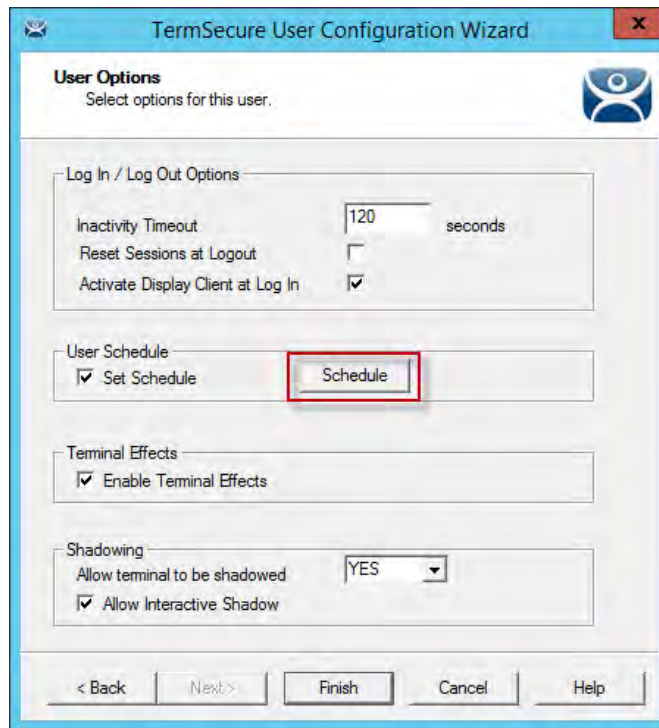 TermSecure User Configuration Wizard
x
User Options
Select options for this user.
Log In / Log Out Options
Inactivity Timeout 120 seconds
Reset Sessions at Logout
Activate Display Client at Log In
User Schedule
Set Schedule Schedule
Terminal Effects
Enable Terminal Effects
Shadowing
Allow terminal to be shadowed YES
Allow Interactive Shadow
< Back Next > Finish Cancel Help